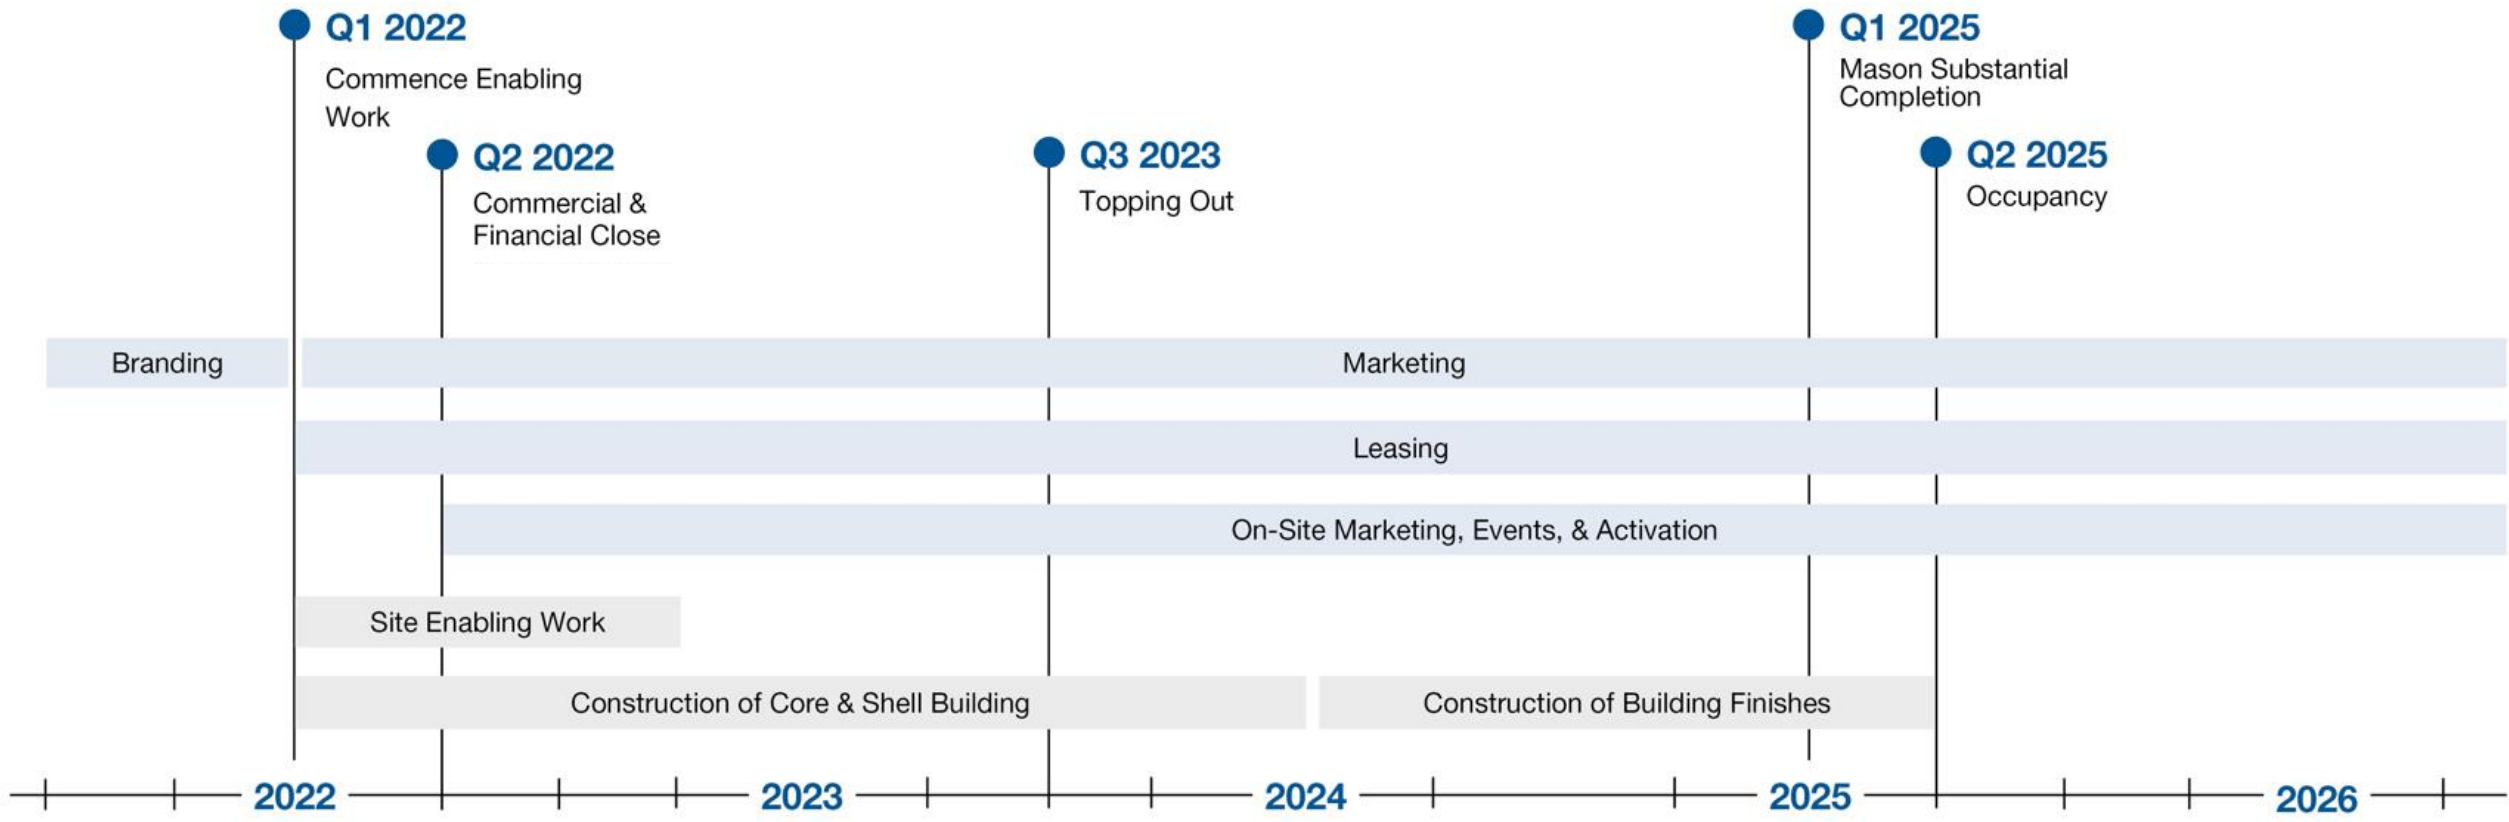 Q1 2022
Commence Enabling
Work
Q2 2022
Commercial &
Financial Close
Q3 2023
Topping Out
Q1 2025
Mason Substantial
Completion
Q2 2025
Occupancy
Branding
Marketing
Leasing
On-Site Marketing, Events, & Activation
Site Enabling Work
Construction of Core & Shell Building
Construction of Building Finishes
2022
2023
2024
2025
2026